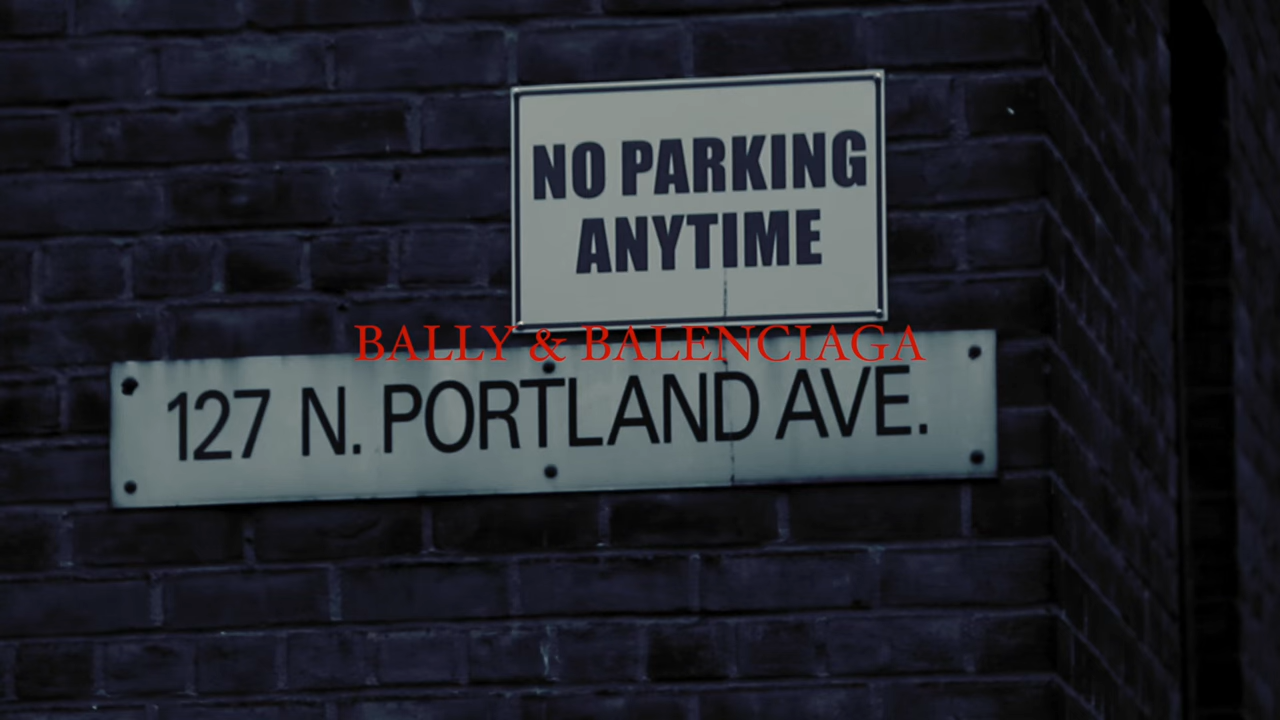 NO PARKING
ANYTIME
BALLY & BALENCIAGA
127 N. PORTLAND AVE.